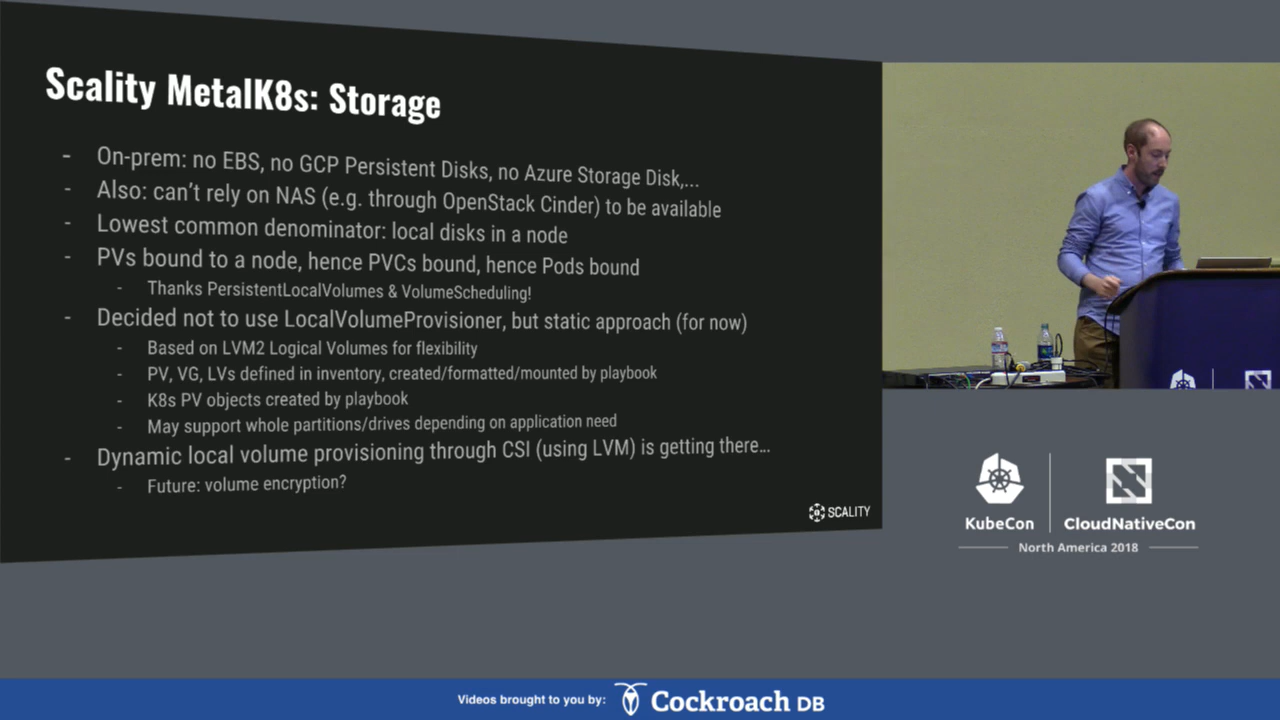 Scality MetalK8s: Storage
- On-prem: no EBS, no GCP Persistent Disks, no Azure Storage Disk,...
- Also: can't rely on NAS (e.g. through OpenStack Cinder) to be available
- Lowest common denominator: local disks in a node
- PVs bound to a node, hence PVCs bound, hence Pods bound
- Thanks PersistentLocalVolumes & VolumeScheduling!
- Decided not to use LocalVolumeProvisioner, but static approach (for now)
- Based on LVM2 Logical Volumes for flexibility
- PV, VG, LVs defined in inventory, created/formatted/mounted by playbook
- K8s PV objects created by playbook
- May support whole partitions/drives depending on application need
- Dynamic local volume provisioning through CSI (using LVM) is getting there...
- Future: volume encryption?
SCALITY
KubeCon
CloudNativeCon
North America 2018
Videos brought to you by:
Cockroach DB